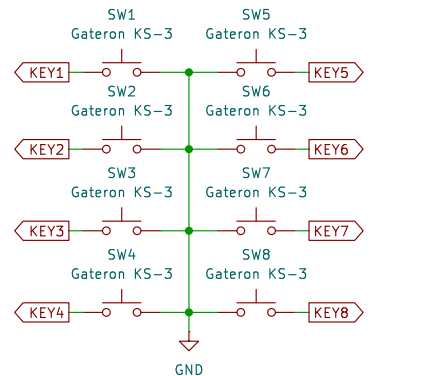 SW1
Gateron KS-3
KEY1
SW5
Gateron KS-3
KEY5
SW2
Gateron KS-3
KEY2
SW6
Gateron KS-3
KEY6
SW3
Gateron KS-3
KEY3
SW7
Gateron KS-3
KEY7
SW4
Gateron KS-3
KEY4
SW8
Gateron KS-3
KEY8
GND